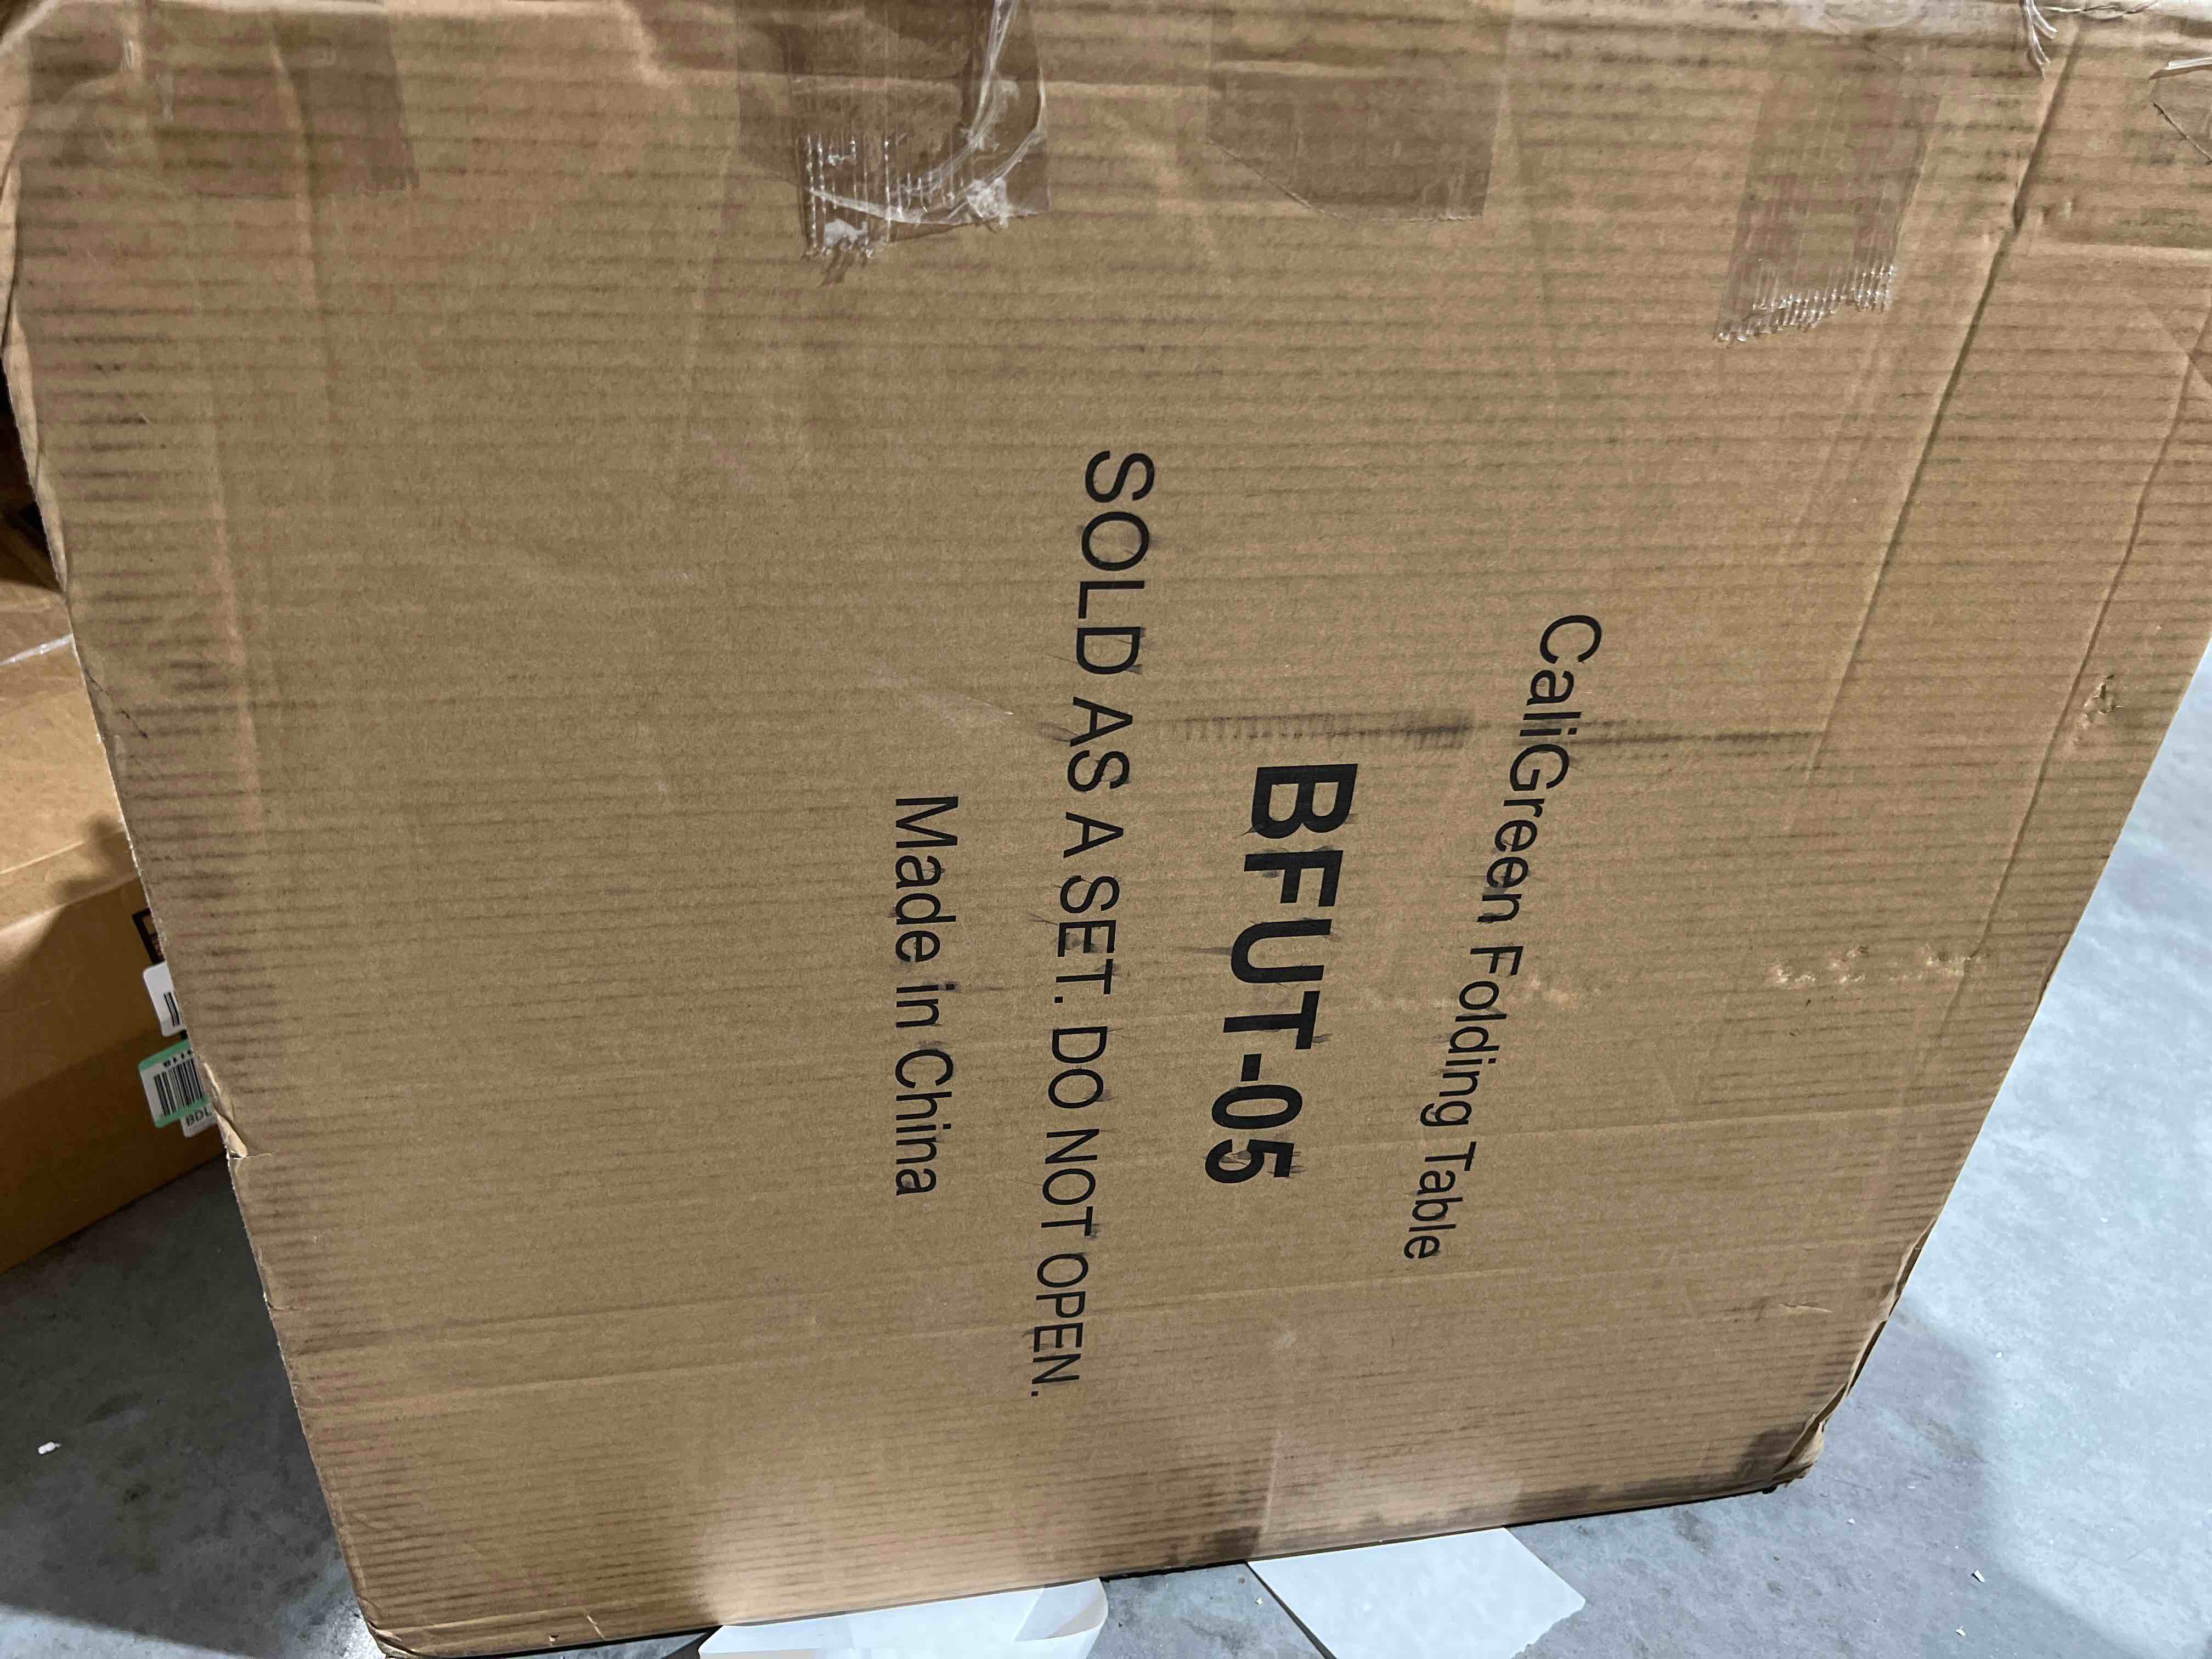 CaliGreen Folding Table
BFUT-05
SOLD AS A SET. DO NOT OPEN.
Made in China